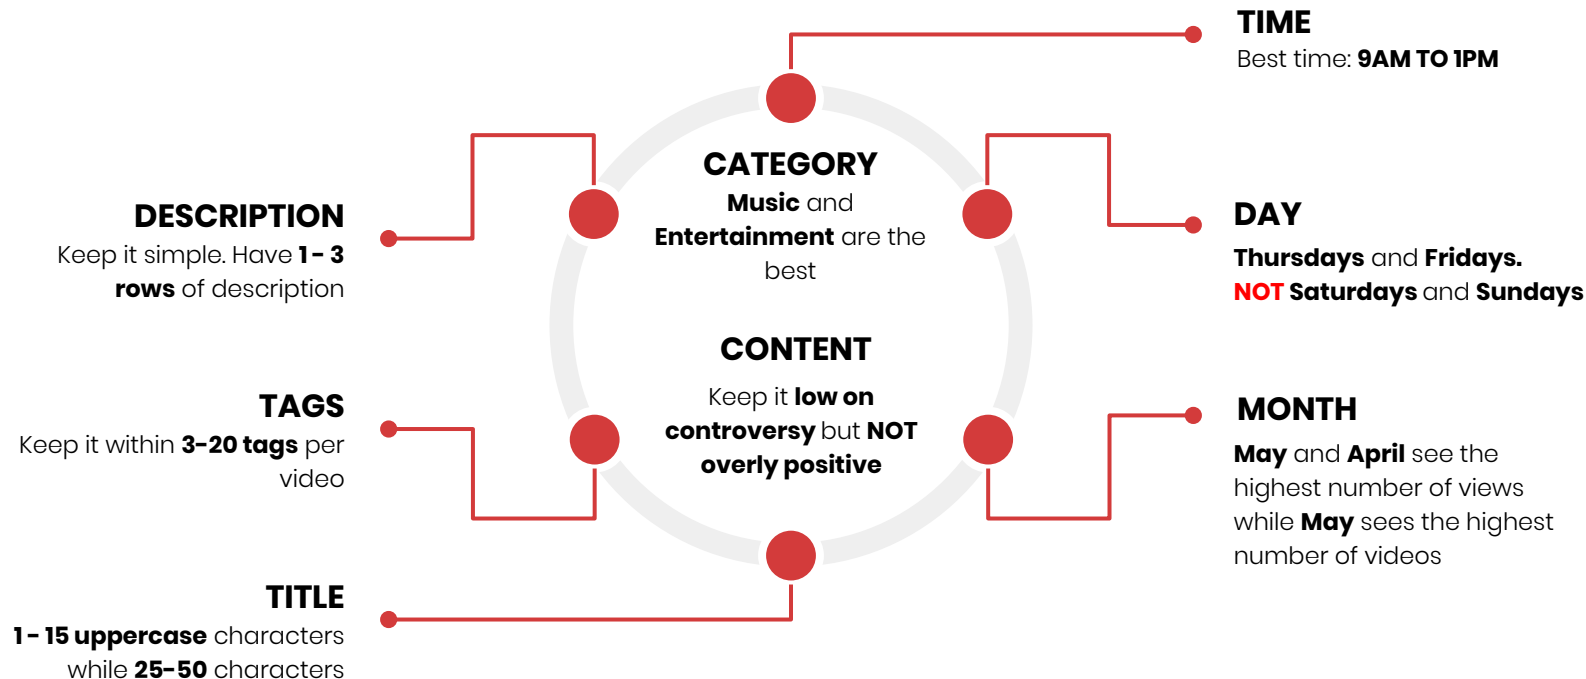 TIME
Best time: 9AM TO 1PM
CATEGORY
Music and
Entertainment are the
best
DESCRIPTION
Keep it simple. Have 1 - 3
rows of description
DAY
Thursdays and Fridays.
NOT Saturdays and Sundays
CONTENT
Keep it low on
controversy but NOT
overly positive
TAGS
Keep it within 3-20 tags per
video
MONTH
May and April see the
highest number of views
while May sees the highest
number of videos
TITLE
1 - 15 uppercase characters
while 25-50 characters